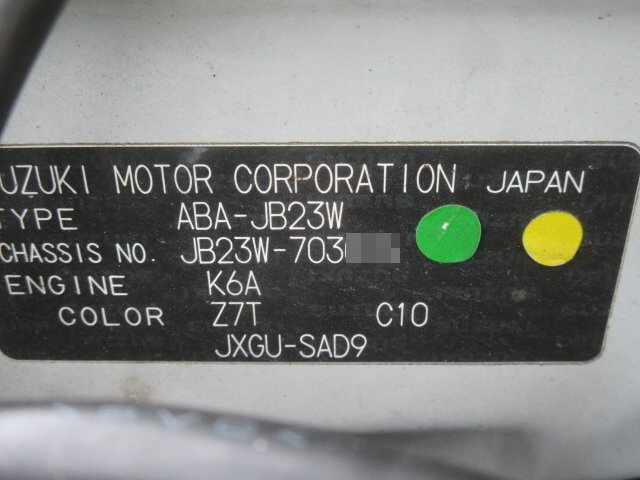 UZUKI MOTOR CORPORATION JAPAN
TYPE ABA-JB23W
CHASSIS NO. JB23W-703
ENGINE K6A
COLOR Z7T C10
JXGU-SAD9